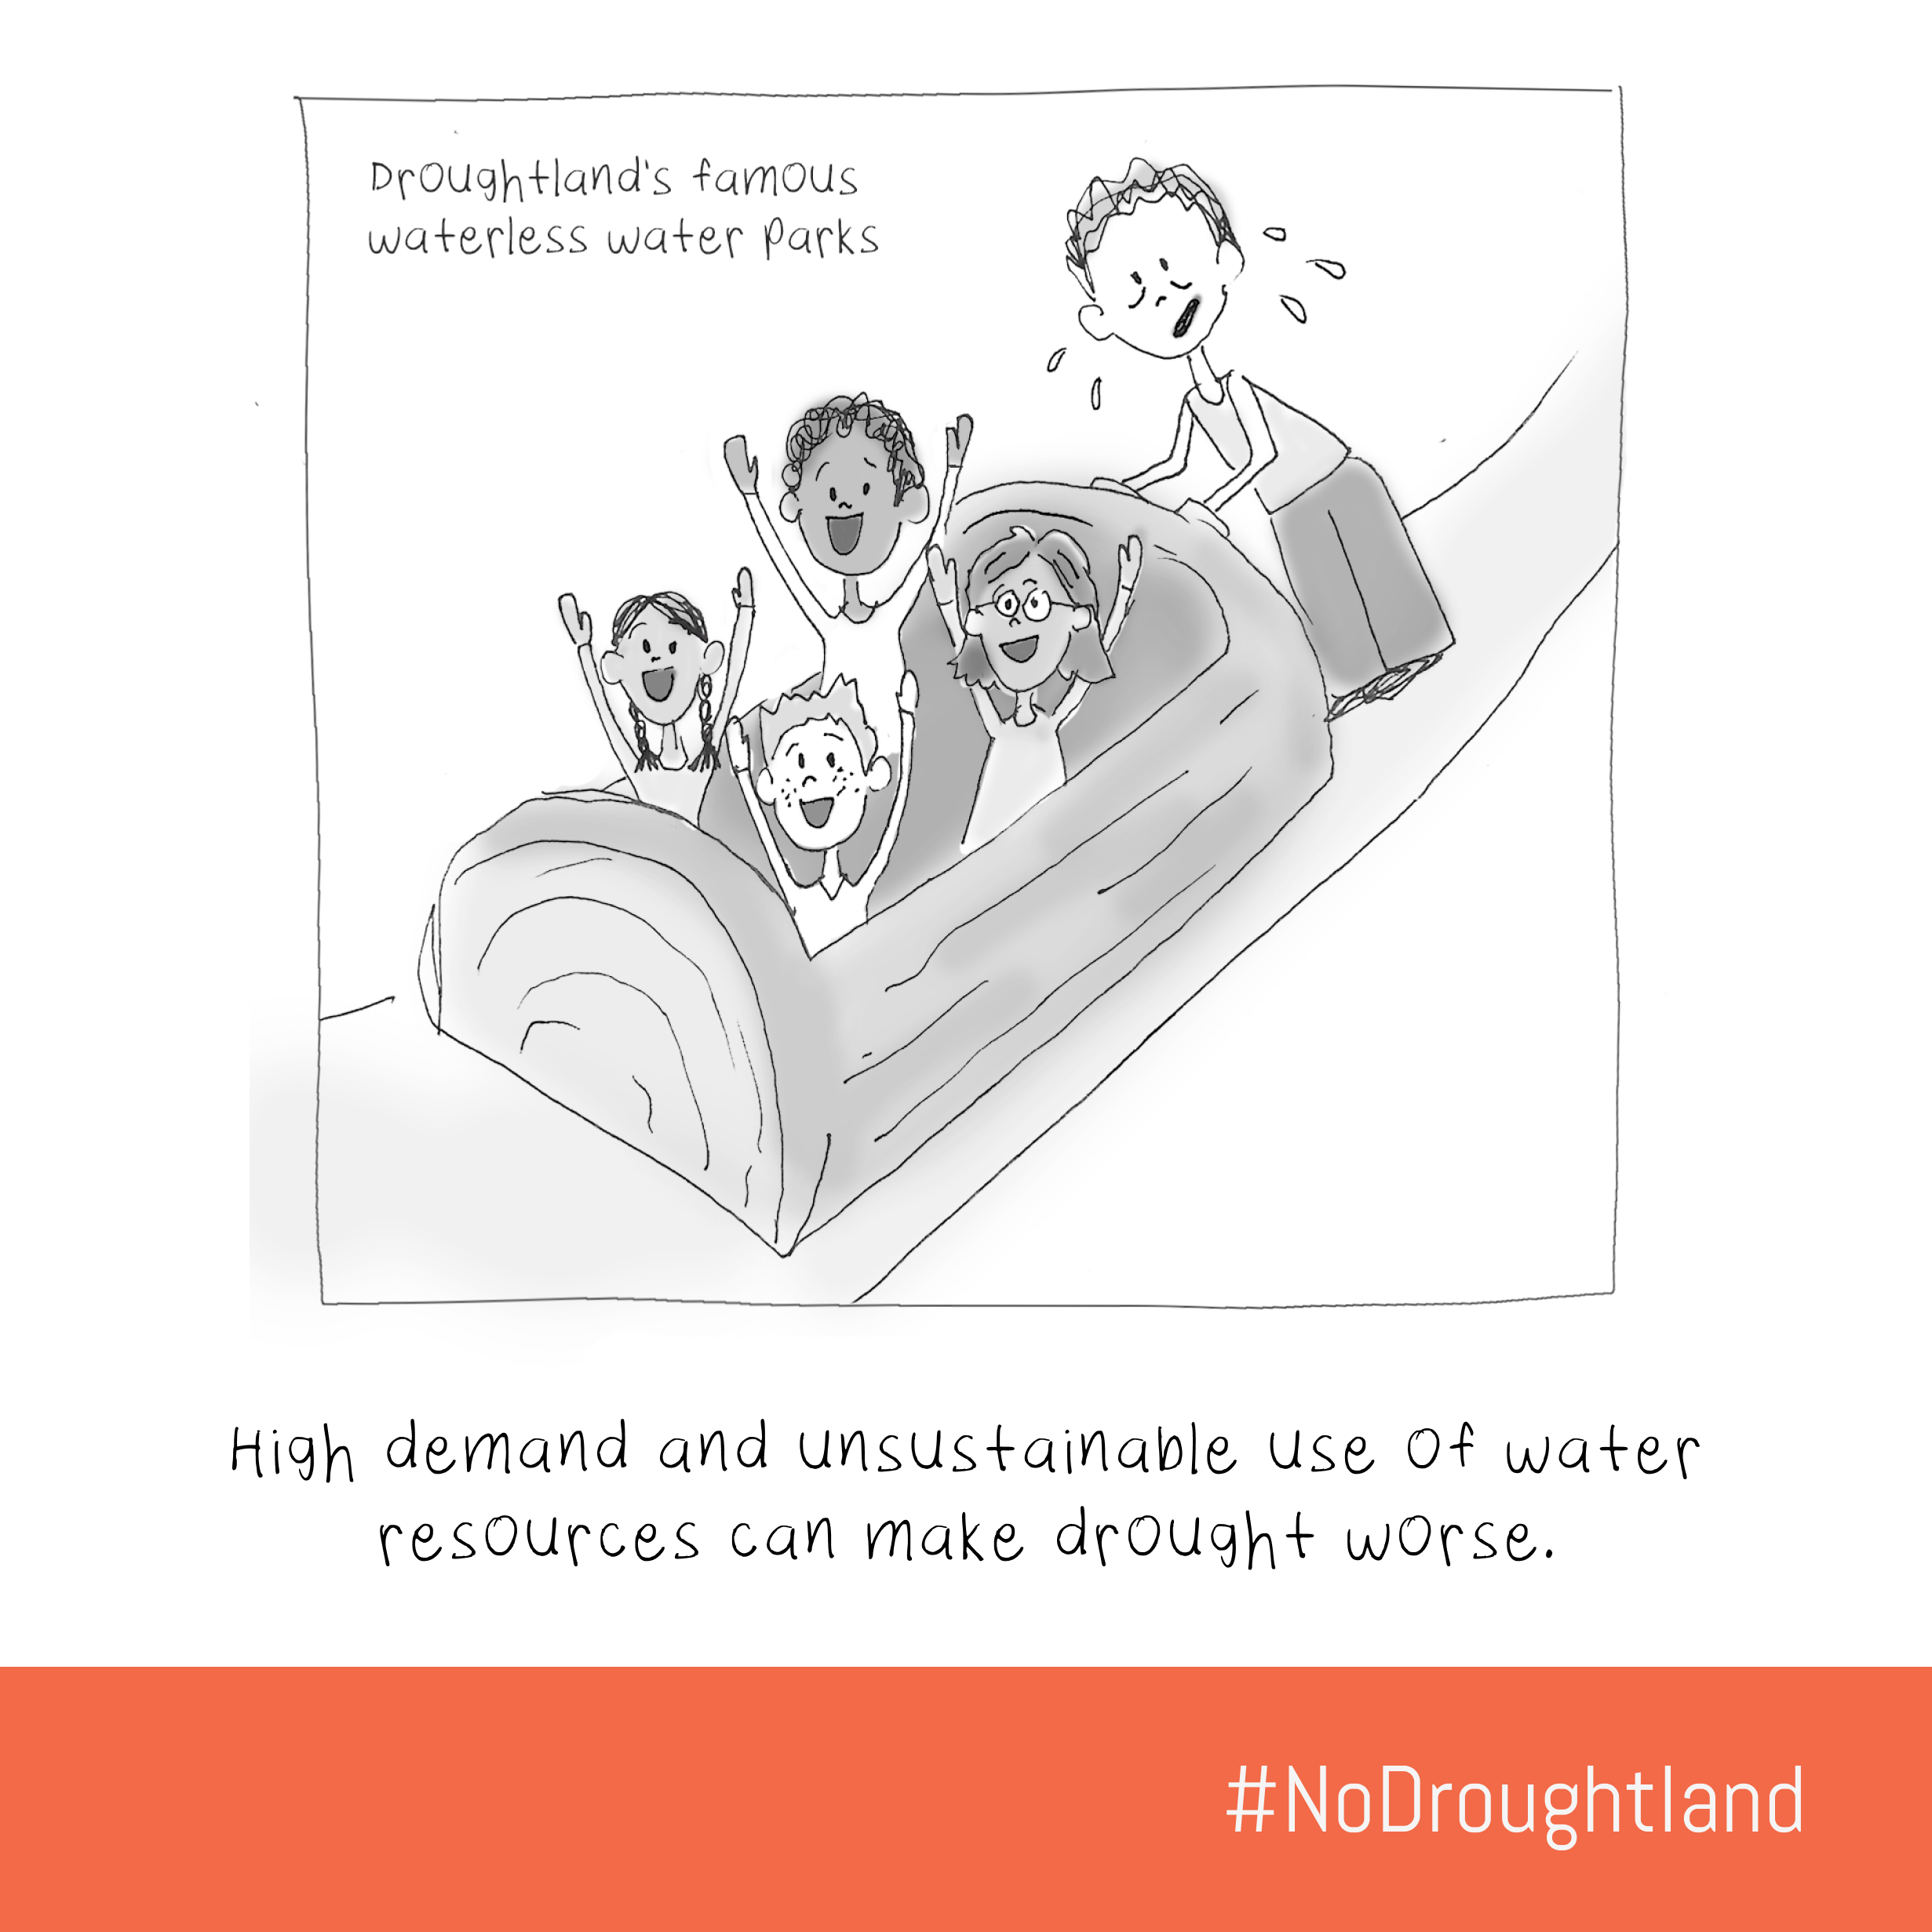 Droughtland's famous
waterless water parks
High demand and unsustainable use of water
resources can make drought worse.
#NoDroughtland